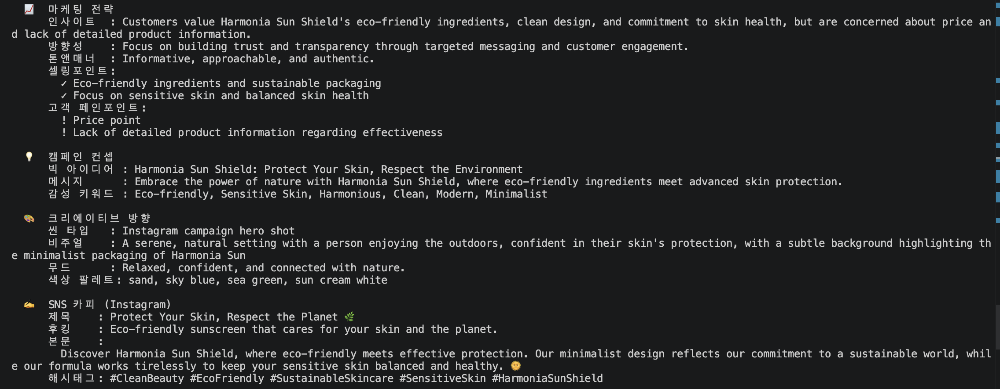 📈 마케팅 전략
인사이트 : Customers value Harmonia Sun Shield's eco-friendly ingredients, clean design, and commitment to skin health, but are concerned about price an
d lack of detailed product information.
방향성 : Focus on building trust and transparency through targeted messaging and customer engagement.
톤앤매너 : Informative, approachable, and authentic.
셀링포인트:
✓ Eco-friendly ingredients and sustainable packaging
✓ Focus on sensitive skin and balanced skin health
고객 페인포인트:
! Price point
! Lack of detailed product information regarding effectiveness
💡 캠페인 컨셉
빅 아이디어 : Harmonia Sun Shield: Protect Your Skin, Respect the Environment
메시지 : Embrace the power of nature with Harmonia Sun Shield, where eco-friendly ingredients meet advanced skin protection.
감성 키워드 : Eco-friendly, Sensitive Skin, Harmonious, Clean, Modern, Minimalist
🎨 크리에이티브 방향
씬 타입 : Instagram campaign hero shot
비주얼 : A serene, natural setting with a person enjoying the outdoors, confident in their skin's protection, with a subtle background highlighting th
e minimalist packaging of Harmonia Sun
무드 : Relaxed, confident, and connected with nature.
색상 팔레트: sand, sky blue, sea green, sun cream white
✍️ SNS 카피 (Instagram)
제목 : Protect Your Skin, Respect the Planet 🌿
후킹 : Eco-friendly sunscreen that cares for your skin and the planet.
본문 :
Discover Harmonia Sun Shield, where eco-friendly meets effective protection. Our minimalist design reflects our commitment to a sustainable world, whil
e our formula works tirelessly to keep your sensitive skin balanced and healthy. 🌞
해시태그: #CleanBeauty #EcoFriendly #SustainableSkincare #SensitiveSkin #HarmoniaSunShield